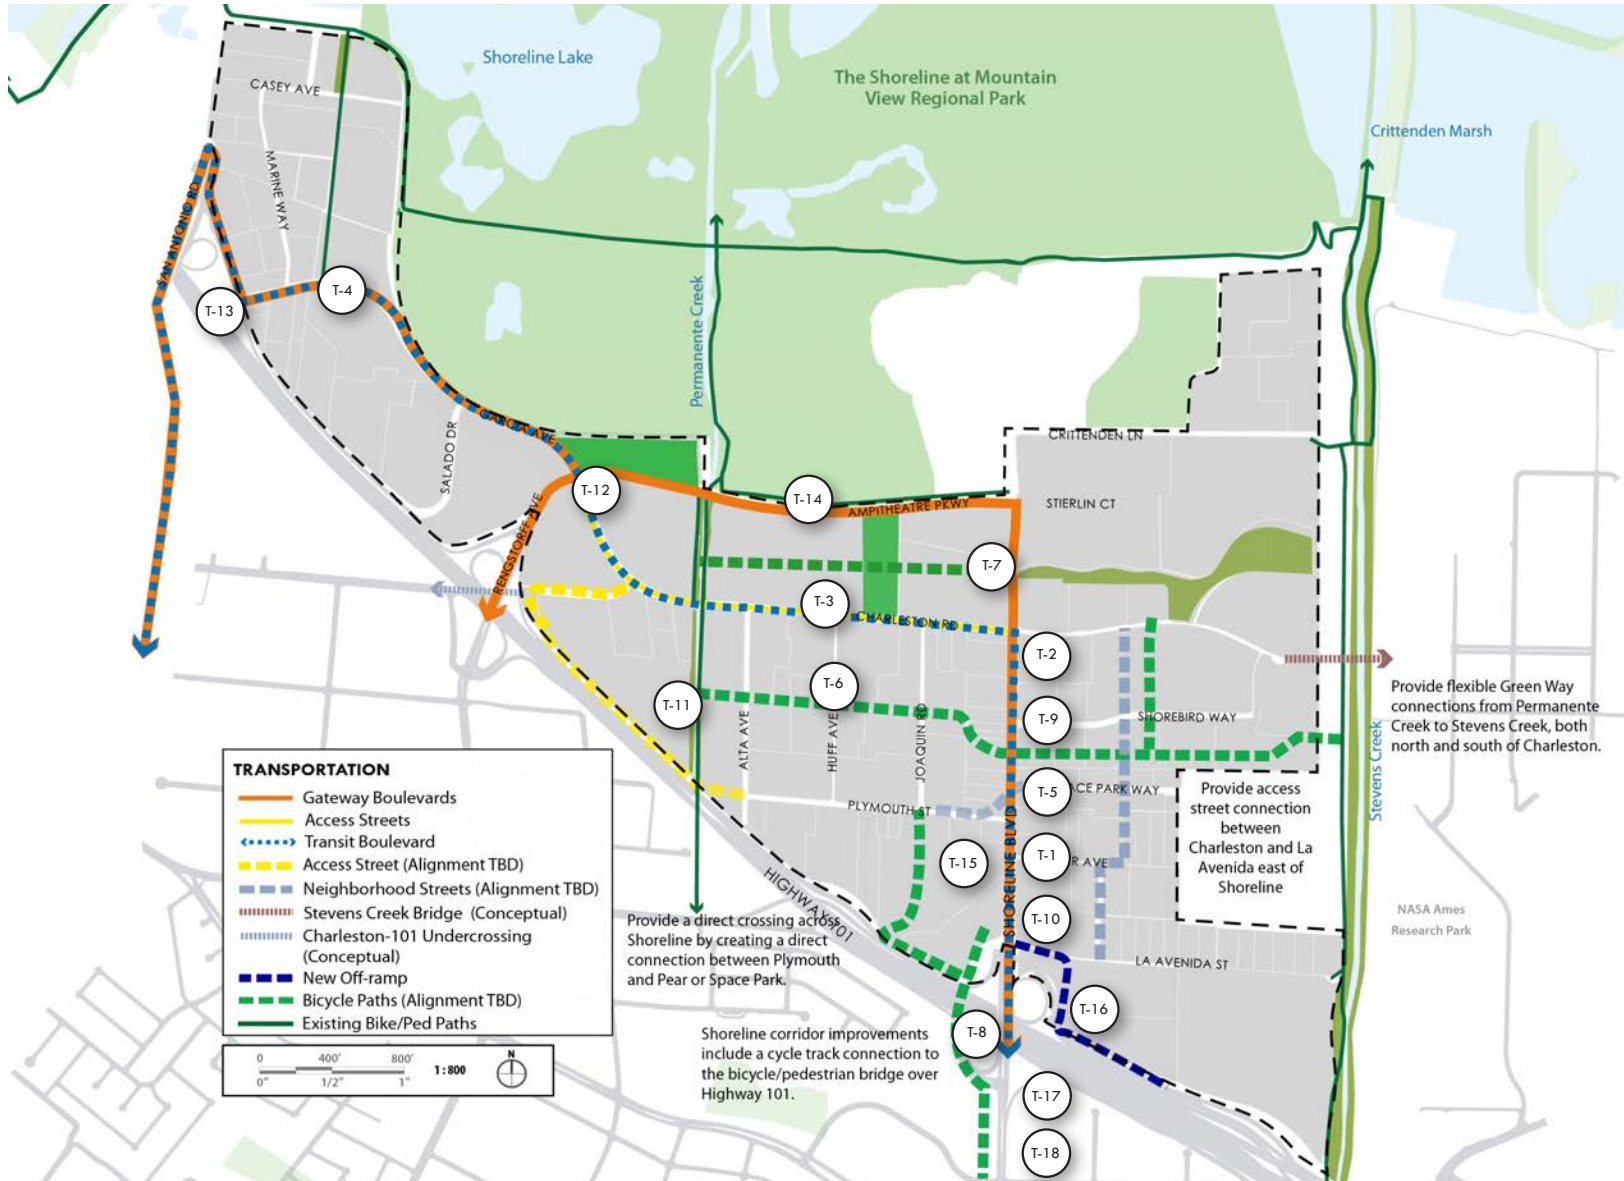 Shoreline Lake
The Shoreline at Mountain
View Regional Park
Crittenden Marsh
CASEY AVE
MARINE WAY
SAN ANTONIO RD
T-13
T-4
Permanente Creek
GARCIA AVE
SALADO DR
RENGSTORFF AVE
T-12
T-14
AMPITHEATRE PKWY
CRITTENDEN LN
STIERLIN CT
T-7
T-3
CHARLESTON RD
T-2
T-6
T-11
T-9
SHOREBIRD WAY
ALTA AVE
HUFF AVE
JOAQUIN RD
Provide flexible Green Way
connections from Permanente
Creek to Stevens Creek, both
north and south of Charleston.
Stevens Creek
T-5
ACE PARK WAY
PLYMOUTH ST
Provide access
street connection
between
Charleston and La
Avenida east of
Shoreline
T-15
T-1
R AVE
SHORELINE BLVD
T-10
HIGHWAY 101
LA AVENIDA ST
NASA Ames
Research Park
Provide a direct crossing across
Shoreline by creating a direct
connection between Plymouth
and Pear or Space Park.
T-16
T-8
Shoreline corridor improvements
include a cycle track connection to
the bicycle/pedestrian bridge over
Highway 101.
T-17
T-18
TRANSPORTATION
Gateway Boulevards
Access Streets
Transit Boulevard
Access Street (Alignment TBD)
Neighborhood Streets (Alignment TBD)
Stevens Creek Bridge (Conceptual)
Charleston-101 Undercrossing
(Conceptual)
New Off-ramp
Bicycle Paths (Alignment TBD)
Existing Bike/Ped Paths
0 400' 800'
0" 1/2" 1"
1:800
N